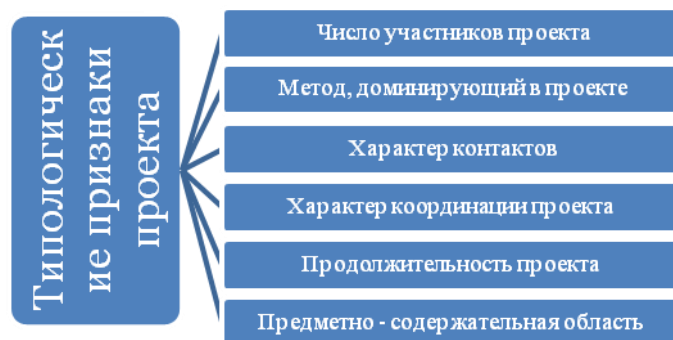 Типологическ
ие признаки
проекта
Число участников проекта
Метод, доминирующий в проекте
Характер контактов
Характер координации проекта
Продолжительность проекта
Предметно - содержательная область